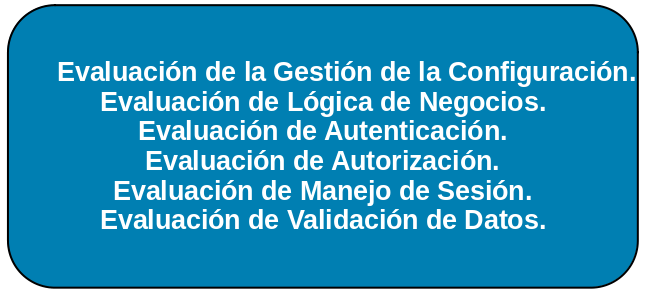 Evaluación de la Gestión de la Configuración.
Evaluación de Lógica de Negocios.
Evaluación de Autenticación.
Evaluación de Autorización.
Evaluación de Manejo de Sesión.
Evaluación de Validación de Datos.